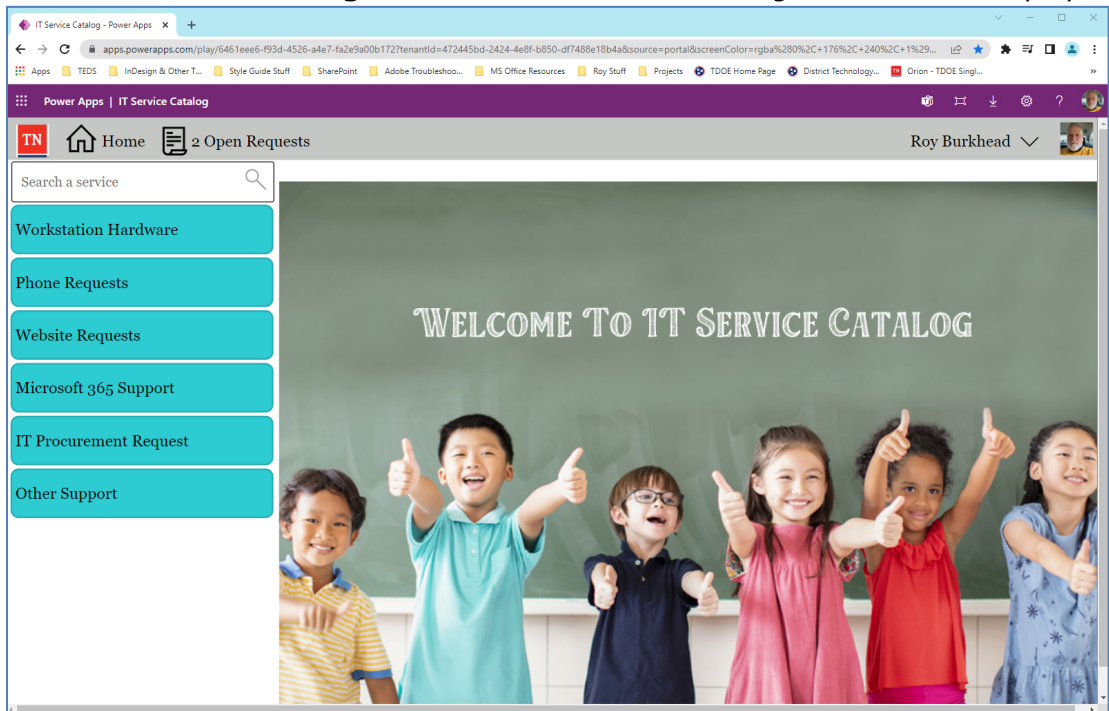 IT Service Catalog - Power Apps
apps.powerapps.com/play/6461eee6-f93d-4526-a4e7-fa2e9a00b172?tenantId=472445bd-2424-4e8f-b850-df7488e18b4a&source=portal&screenColor=rgba%280%2C+176%2C+240%2C+1%29...
Apps TEDS InDesign & Other T... Style Guide Stuff SharePoint Adobe Troubleshoo... MS Office Resources Roy Stuff Projects TDOE Home Page District Technology... Orion - TDOE Singl... »
Power Apps | IT Service Catalog ?
TN Home 2 Open Requests Roy Burkhead
Search a service
Workstation Hardware
Phone Requests
Website Requests
Microsoft 365 Support
IT Procurement Request
Other Support
Welcome To IT Service Catalog